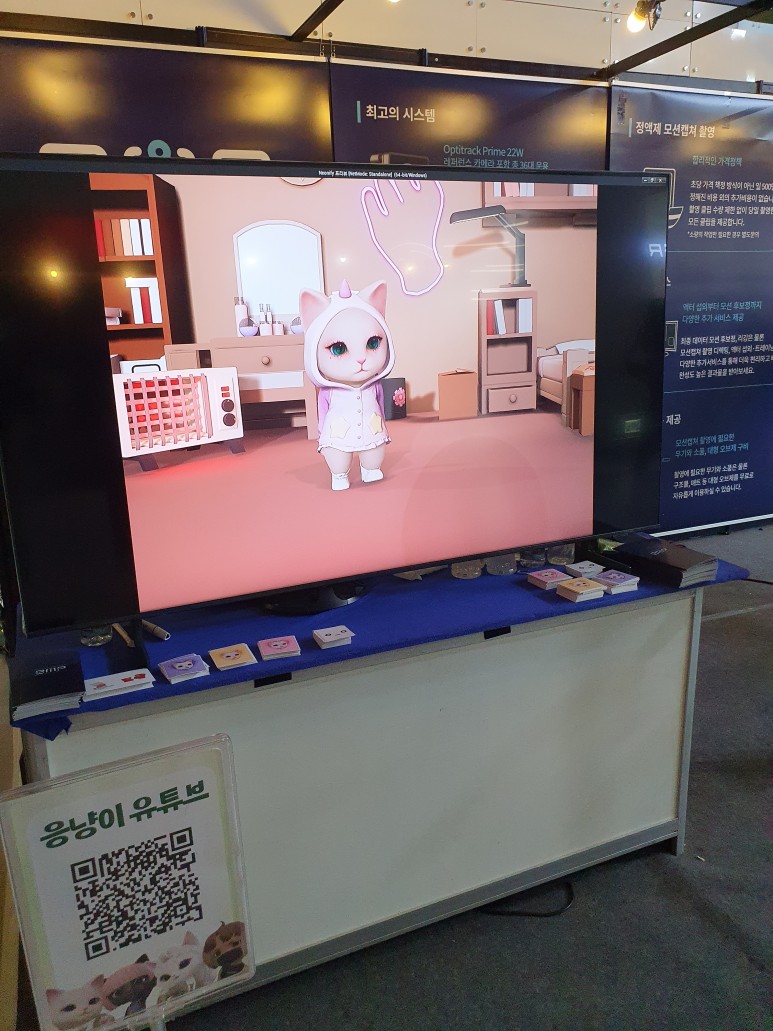 최고의 시스템
Optitrack Prime 22W
레퍼런스 카메라 포함 총 36대 운용
정액제 모션캡쳐 촬영
합리적인 가격정책
초당 가격 책정 방식이 아닌 일 500만
정해진 비용 외의 추가비용이 없습니
촬영 클립 수량 제한 없이 당일 촬영한
모든 클립을 제공합니다.
액터 섭외부터 모션 후보정까지
다양한 추가 서비스 제공
최종 데이터 모션 후보정, 리깅은 물론
모션캡쳐 촬영 디렉팅, 액터 섭외·트레이닝
다양한 추가서비스를 통해 더욱 편리하고
완성도 높은 결과물을 받아보세요.
제공
모션캡쳐 촬영에 필요한
무기와 소품, 대형 오브제 구비
촬영에 필요한 무기와 소품은 물론
구조물, 매트 등 대형 오브제를 무료로
자유롭게 이용하실 수 있습니다.
Neonify 프리뷰 [NetMode: Standalone] (64-bit/Windows)
응냥이 유튜브